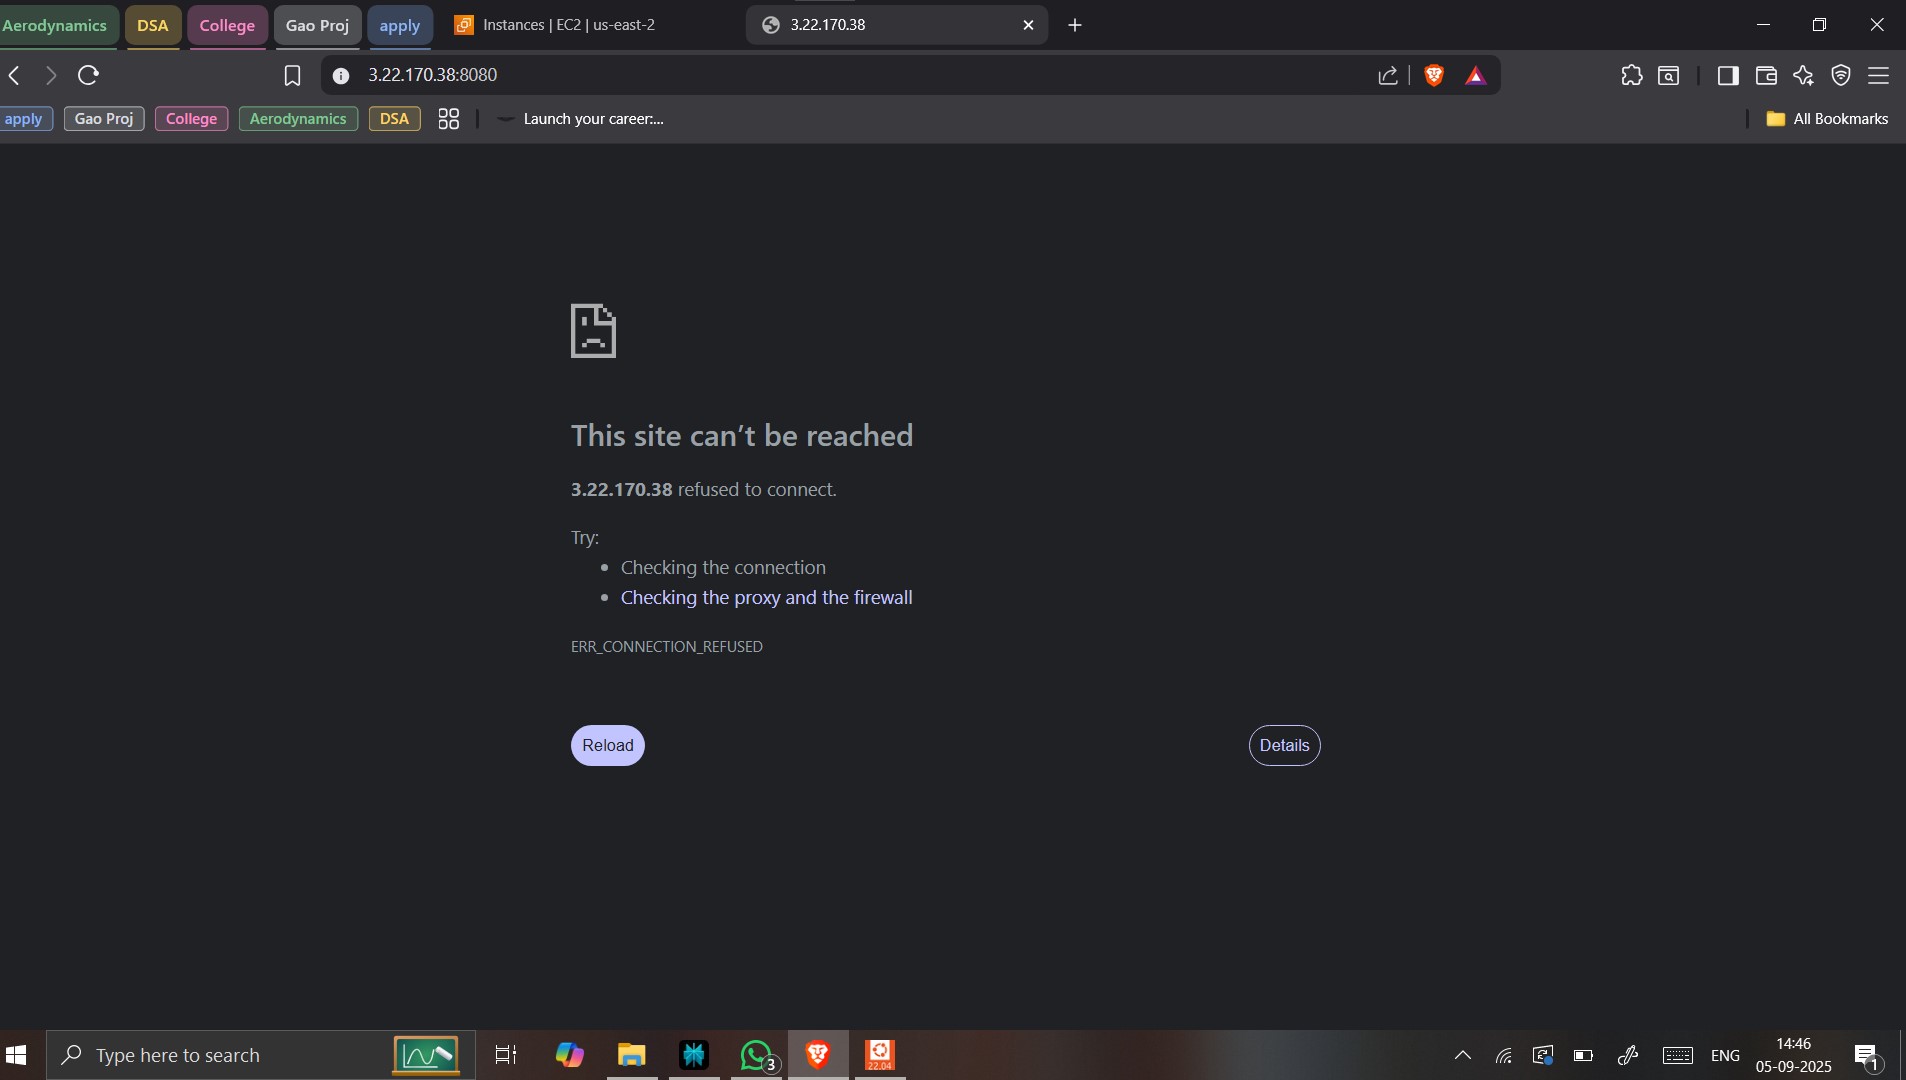 Aerodynamics DSA College Gao Proj apply Instances | EC2 | us-east-2 3.22.170.38
3.22.170.38:8080
apply Gao Proj College Aerodynamics DSA Launch your career:... All Bookmarks
This site can’t be reached
3.22.170.38 refused to connect.
Try:
• Checking the connection
• Checking the proxy and the firewall
ERR_CONNECTION_REFUSED
Reload Details
Type here to search 3 22.04 ENG 14:46 1
05-09-2025